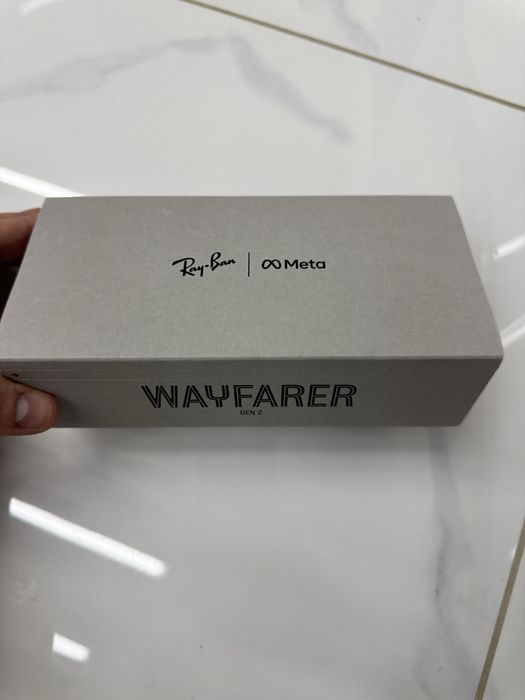 Ray-Ban | ∞ Meta
WAYFARER
GEN 2